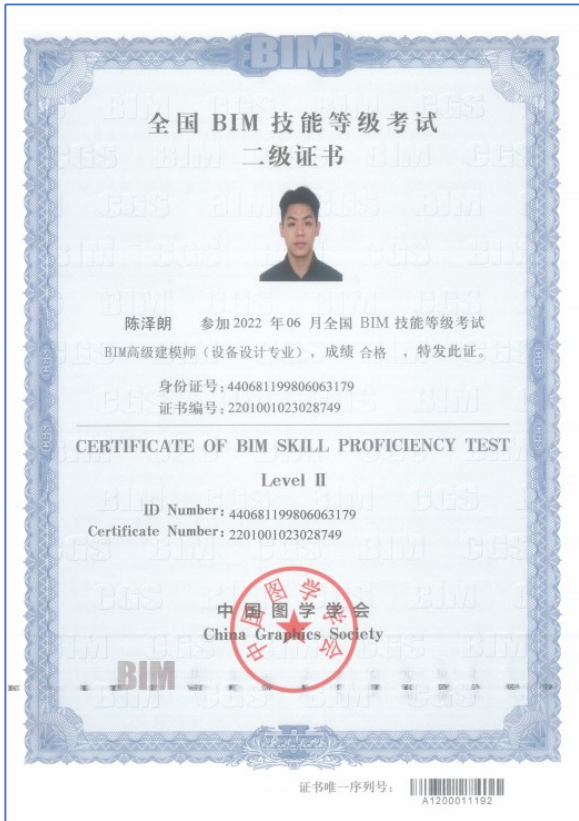 BIM
全国 BIM 技能等级考试
二级证书
陈泽朗 参加 2022 年 06 月全国 BIM 技能等级考试
BIM高级建模师（设备设计专业），成绩 合格 ，特发此证。
身份证号：440681199806063179
证书编号：2201001023028749
CERTIFICATE OF BIM SKILL PROFICIENCY TEST
Level Ⅱ
ID Number: 440681199806063179
Certificate Number: 2201001023028749
中国图学学会
China Graphics Society
中国图学学会
BIM
证书唯一序列号：
A1200011192